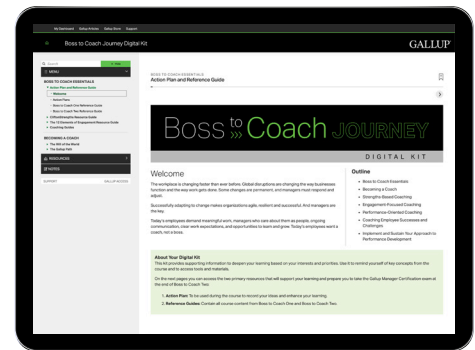 My Dashboard Gallup Articles Gallup Store Support
Boss to Coach Journey Digital Kit
GALLUP
Search
MENU
BOSS TO COACH ESSENTIALS
Action Plan and Reference Guide
Welcome
Action Plans
Boss to Coach One Reference Guide
Boss to Coach Two Reference Guide
CliftonStrengths Resource Guide
The 12 Elements of Engagement Resource Guide
Coaching Guides
BECOMING A COACH
The Will of the World
The Gallup Path
RESOURCES
NOTES
SUPPORT GALLUP ACCESS
BOSS TO COACH ESSENTIALS
Action Plan and Reference Guide
Boss to Coach JOURNEY
DIGITAL KIT
Welcome
The workplace is changing faster than ever before. Global disruptions are changing the way businesses
function and the way work gets done. Some changes are permanent, and managers must respond and
adjust.
Successfully adapting to change makes organizations agile, resilient and successful. And managers are
the key.
Today's employees demand meaningful work, managers who care about them as people, ongoing
communication, clear work expectations, and opportunities to learn and grow. Today's employees want a
coach, not a boss.
Outline
Boss to Coach Essentials
Becoming a Coach
Strengths-Based Coaching
Engagement-Focused Coaching
Performance-Oriented Coaching
Coaching Employee Successes and
Challenges
Implement and Sustain Your Approach to
Performance Development
About Your Digital Kit
This kit provides supporting information to deepen your learning based on your interests and priorities. Use it to remind yourself of key concepts from the
course and to access tools and materials.
On the next pages you can access the two primary resources that will support your learning and prepare you to take the Gallup Manager Certification exam at
the end of Boss to Coach Two:
1. Action Plan: To be used during the course to record your ideas and enhance your learning.
2. Reference Guides: Contain all course content from Boss to Coach One and Boss to Coach Two.